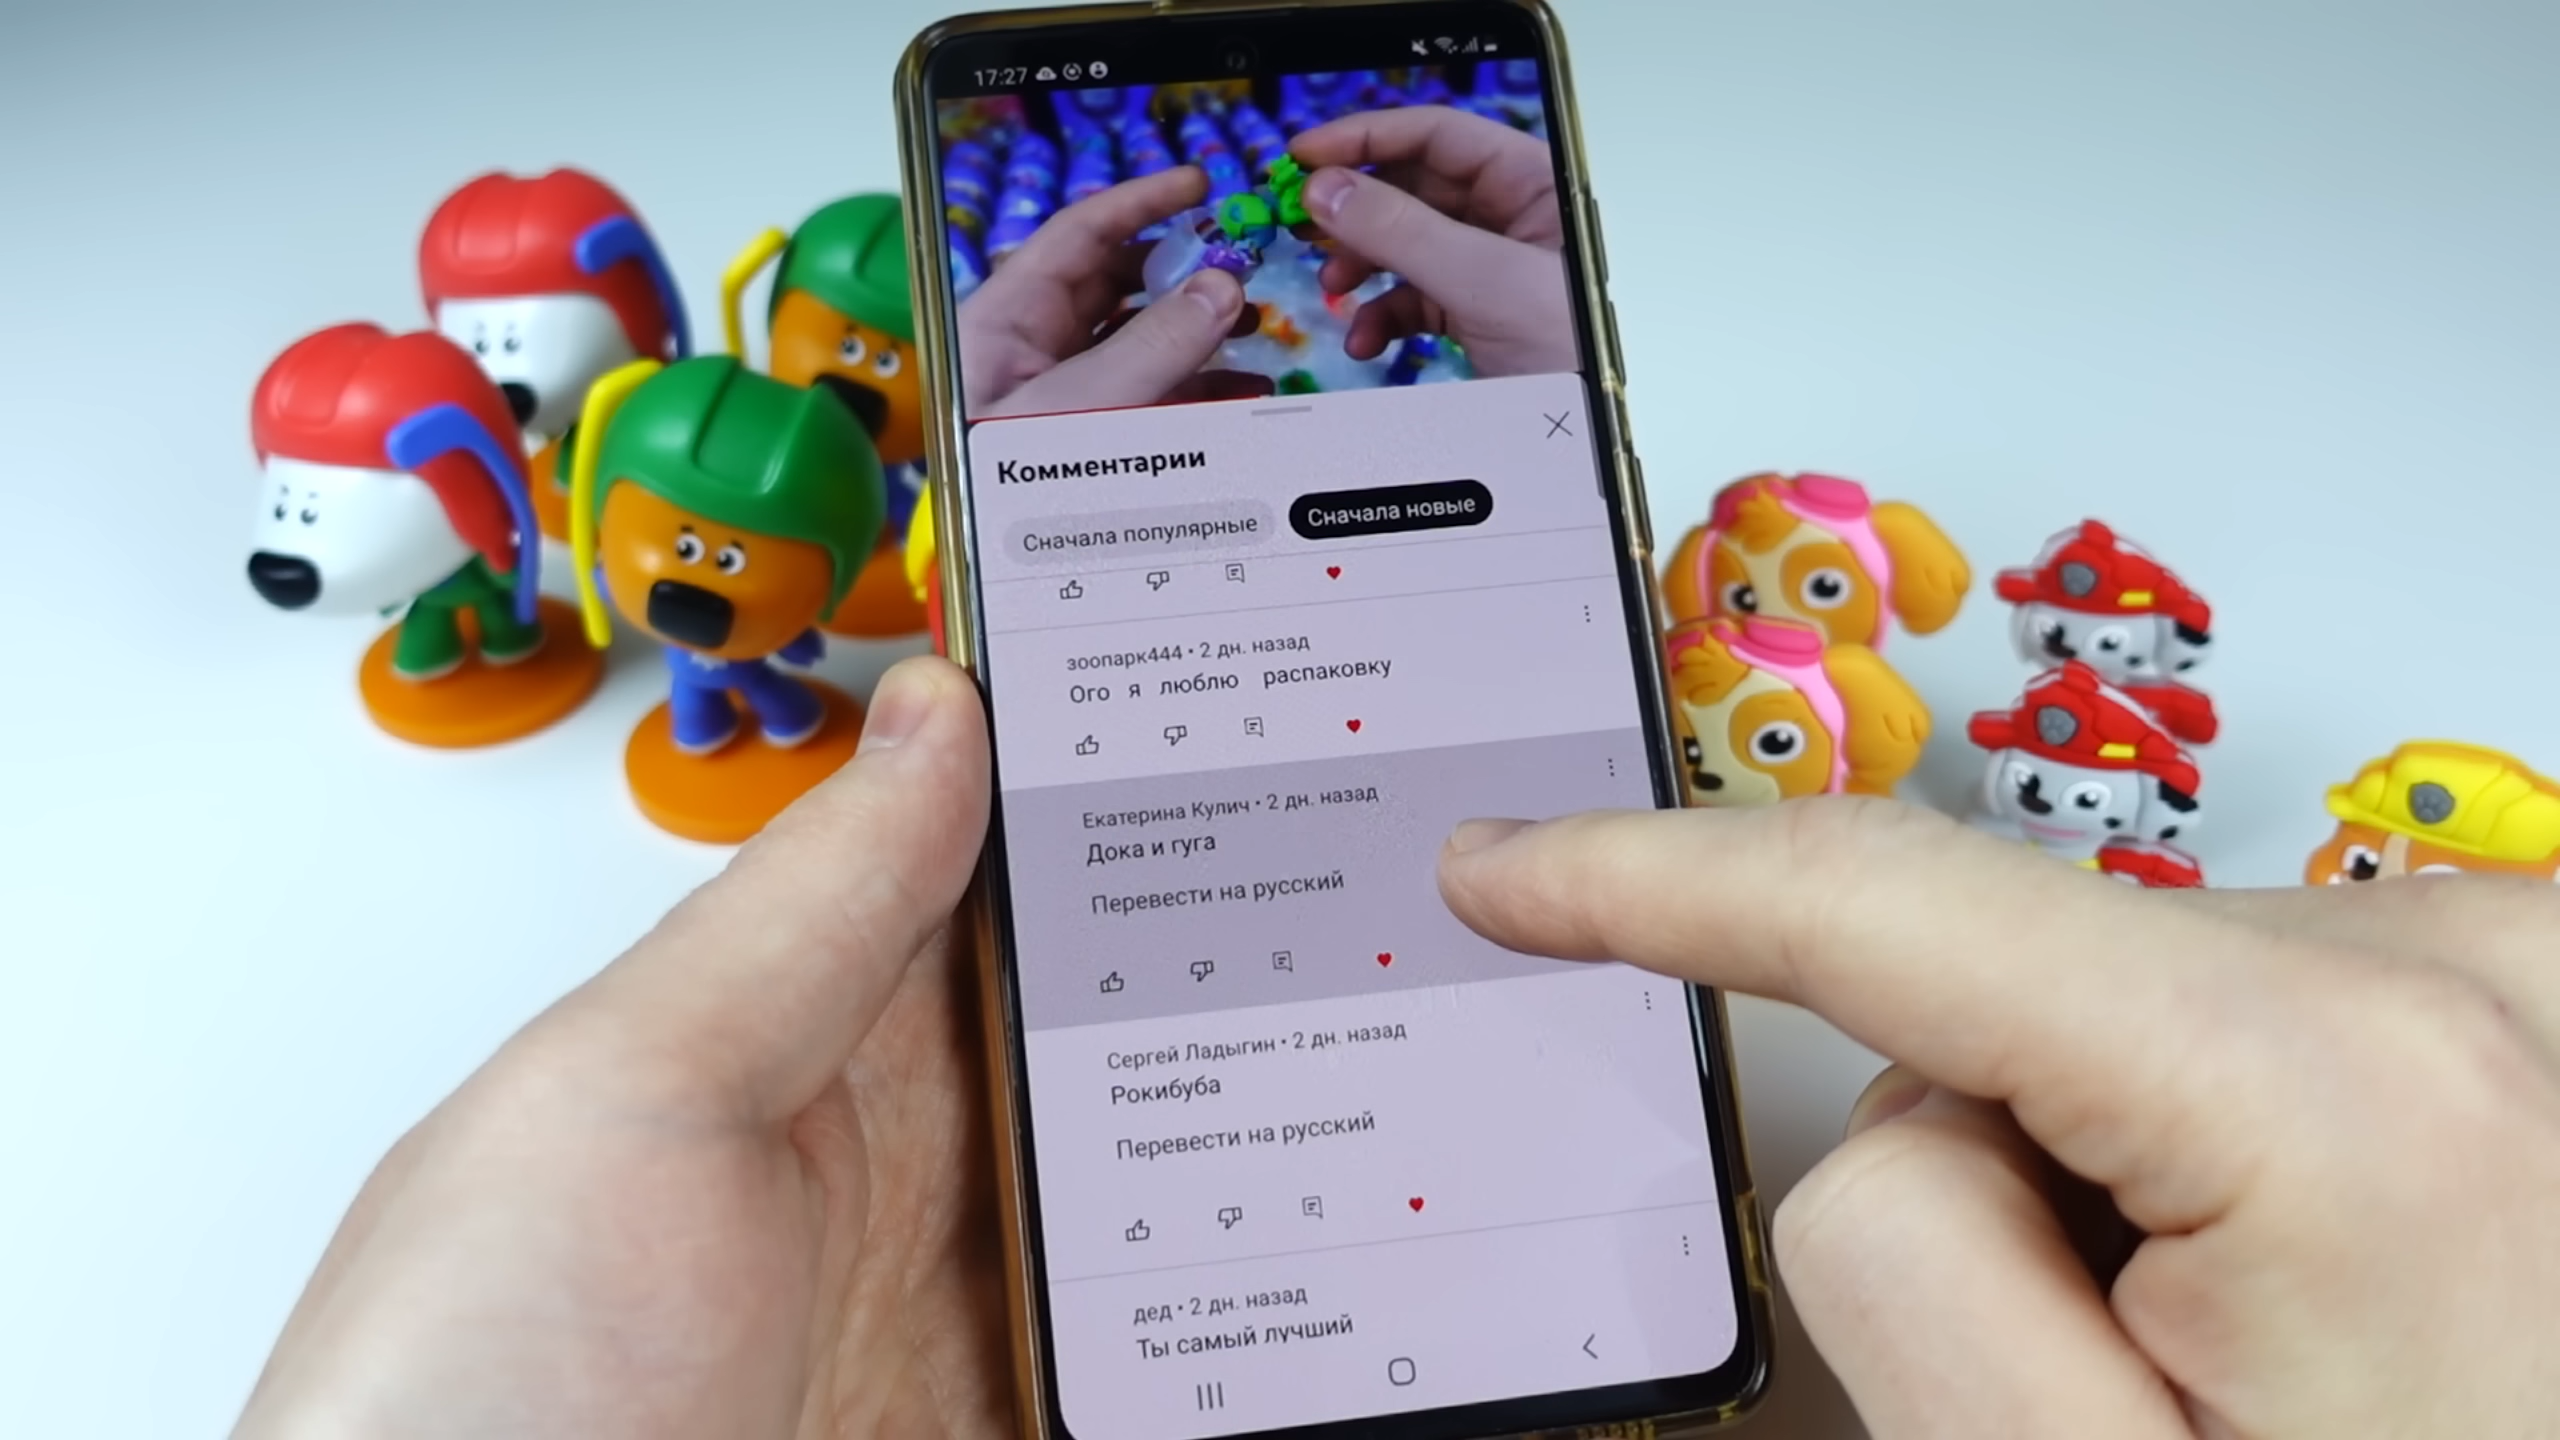 17:27
Комментарии
Сначала популярные Сначала новые
зоопарк444 • 2 дн. назад
Ого я люблю распаковку
Екатерина Кулич • 2 дн. назад
Дока и гуга
Перевести на русский
Сергей Ладыгин • 2 дн. назад
Рокибуба
Перевести на русский
дед • 2 дн. назад
Ты самый лучший